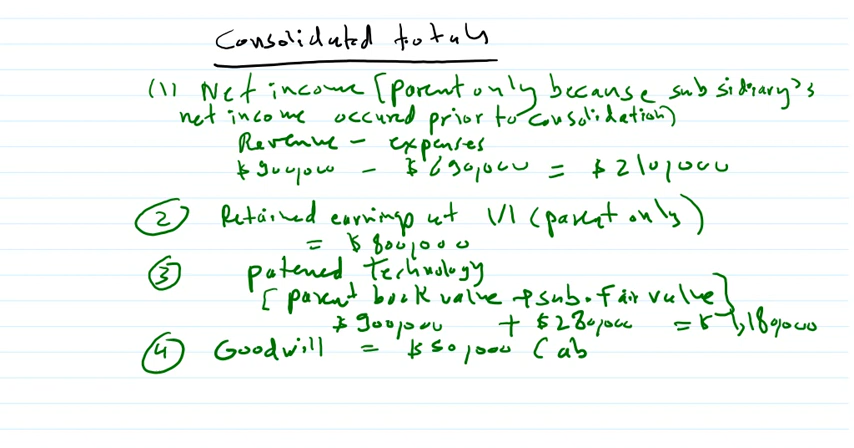 Consolidated totals
(1) Net income [parent only because subsidiary's
net income occured prior to consolidation)
Revenue - expenses
$900,000 - $690,000 = $210,000
② Retained earnings at 1/1 (parent only)
= $800,000
③ patened technology
[parent book value + sub. Fair value]
$900,000 + $280,000 = $1,180,000
④ Goodwill = $50,000 (ab